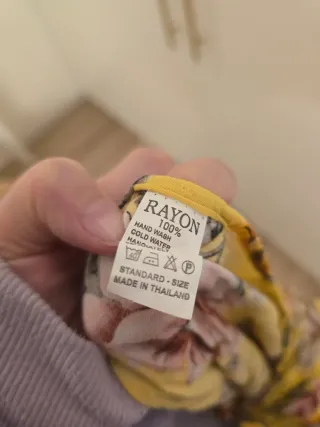 RAYON
100%
HAND WASH
COLD WATER
P
STANDARD - SIZE
MADE IN THAILAND